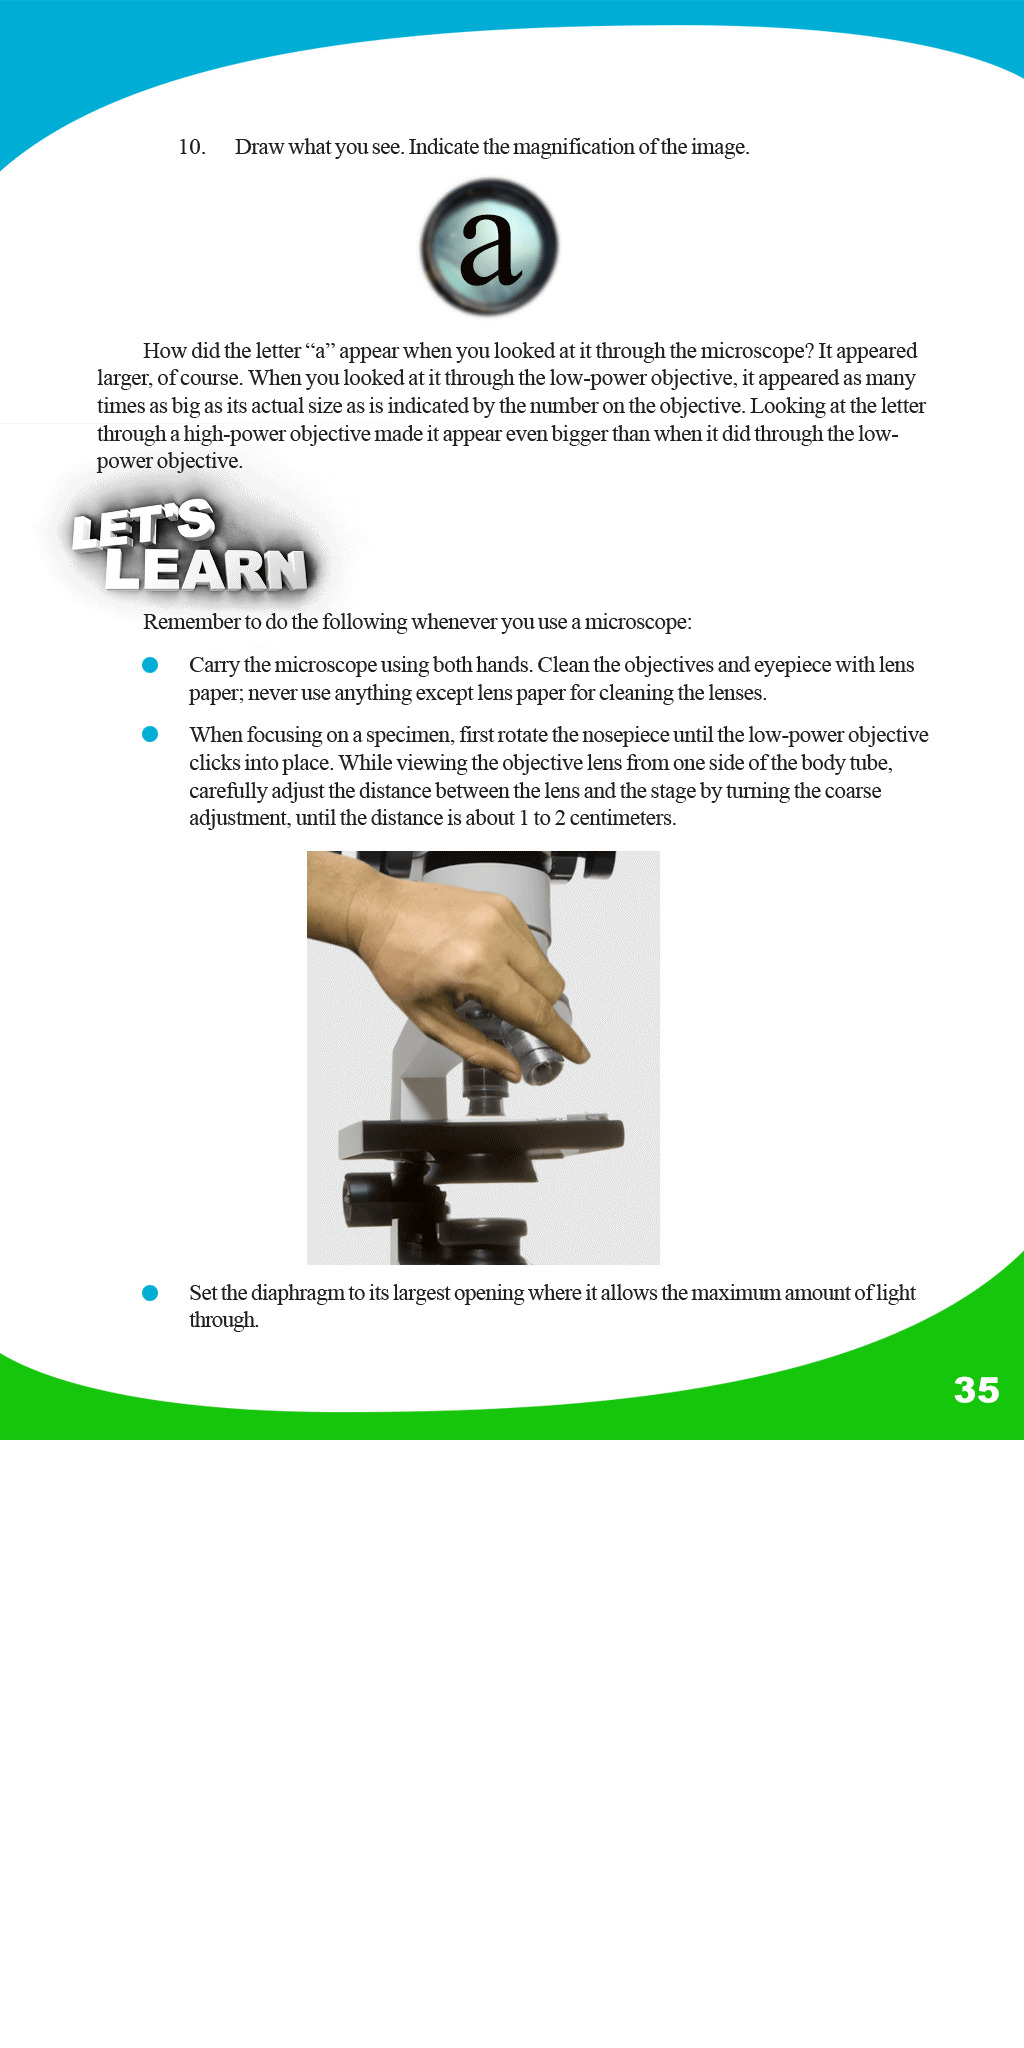 10. Draw what you see. Indicate the magnification of the image.
a
How did the letter “a” appear when you looked at it through the microscope? It appeared
larger, of course. When you looked at it through the low-power objective, it appeared as many
times as big as its actual size as is indicated by the number on the objective. Looking at the letter
through a high-power objective made it appear even bigger than when it did through the low-
power objective.
LET'S
LEARN
Remember to do the following whenever you use a microscope:
Carry the microscope using both hands. Clean the objectives and eyepiece with lens
paper; never use anything except lens paper for cleaning the lenses.
When focusing on a specimen, first rotate the nosepiece until the low-power objective
clicks into place. While viewing the objective lens from one side of the body tube,
carefully adjust the distance between the lens and the stage by turning the coarse
adjustment, until the distance is about 1 to 2 centimeters.
Set the diaphragm to its largest opening where it allows the maximum amount of light
through.
35